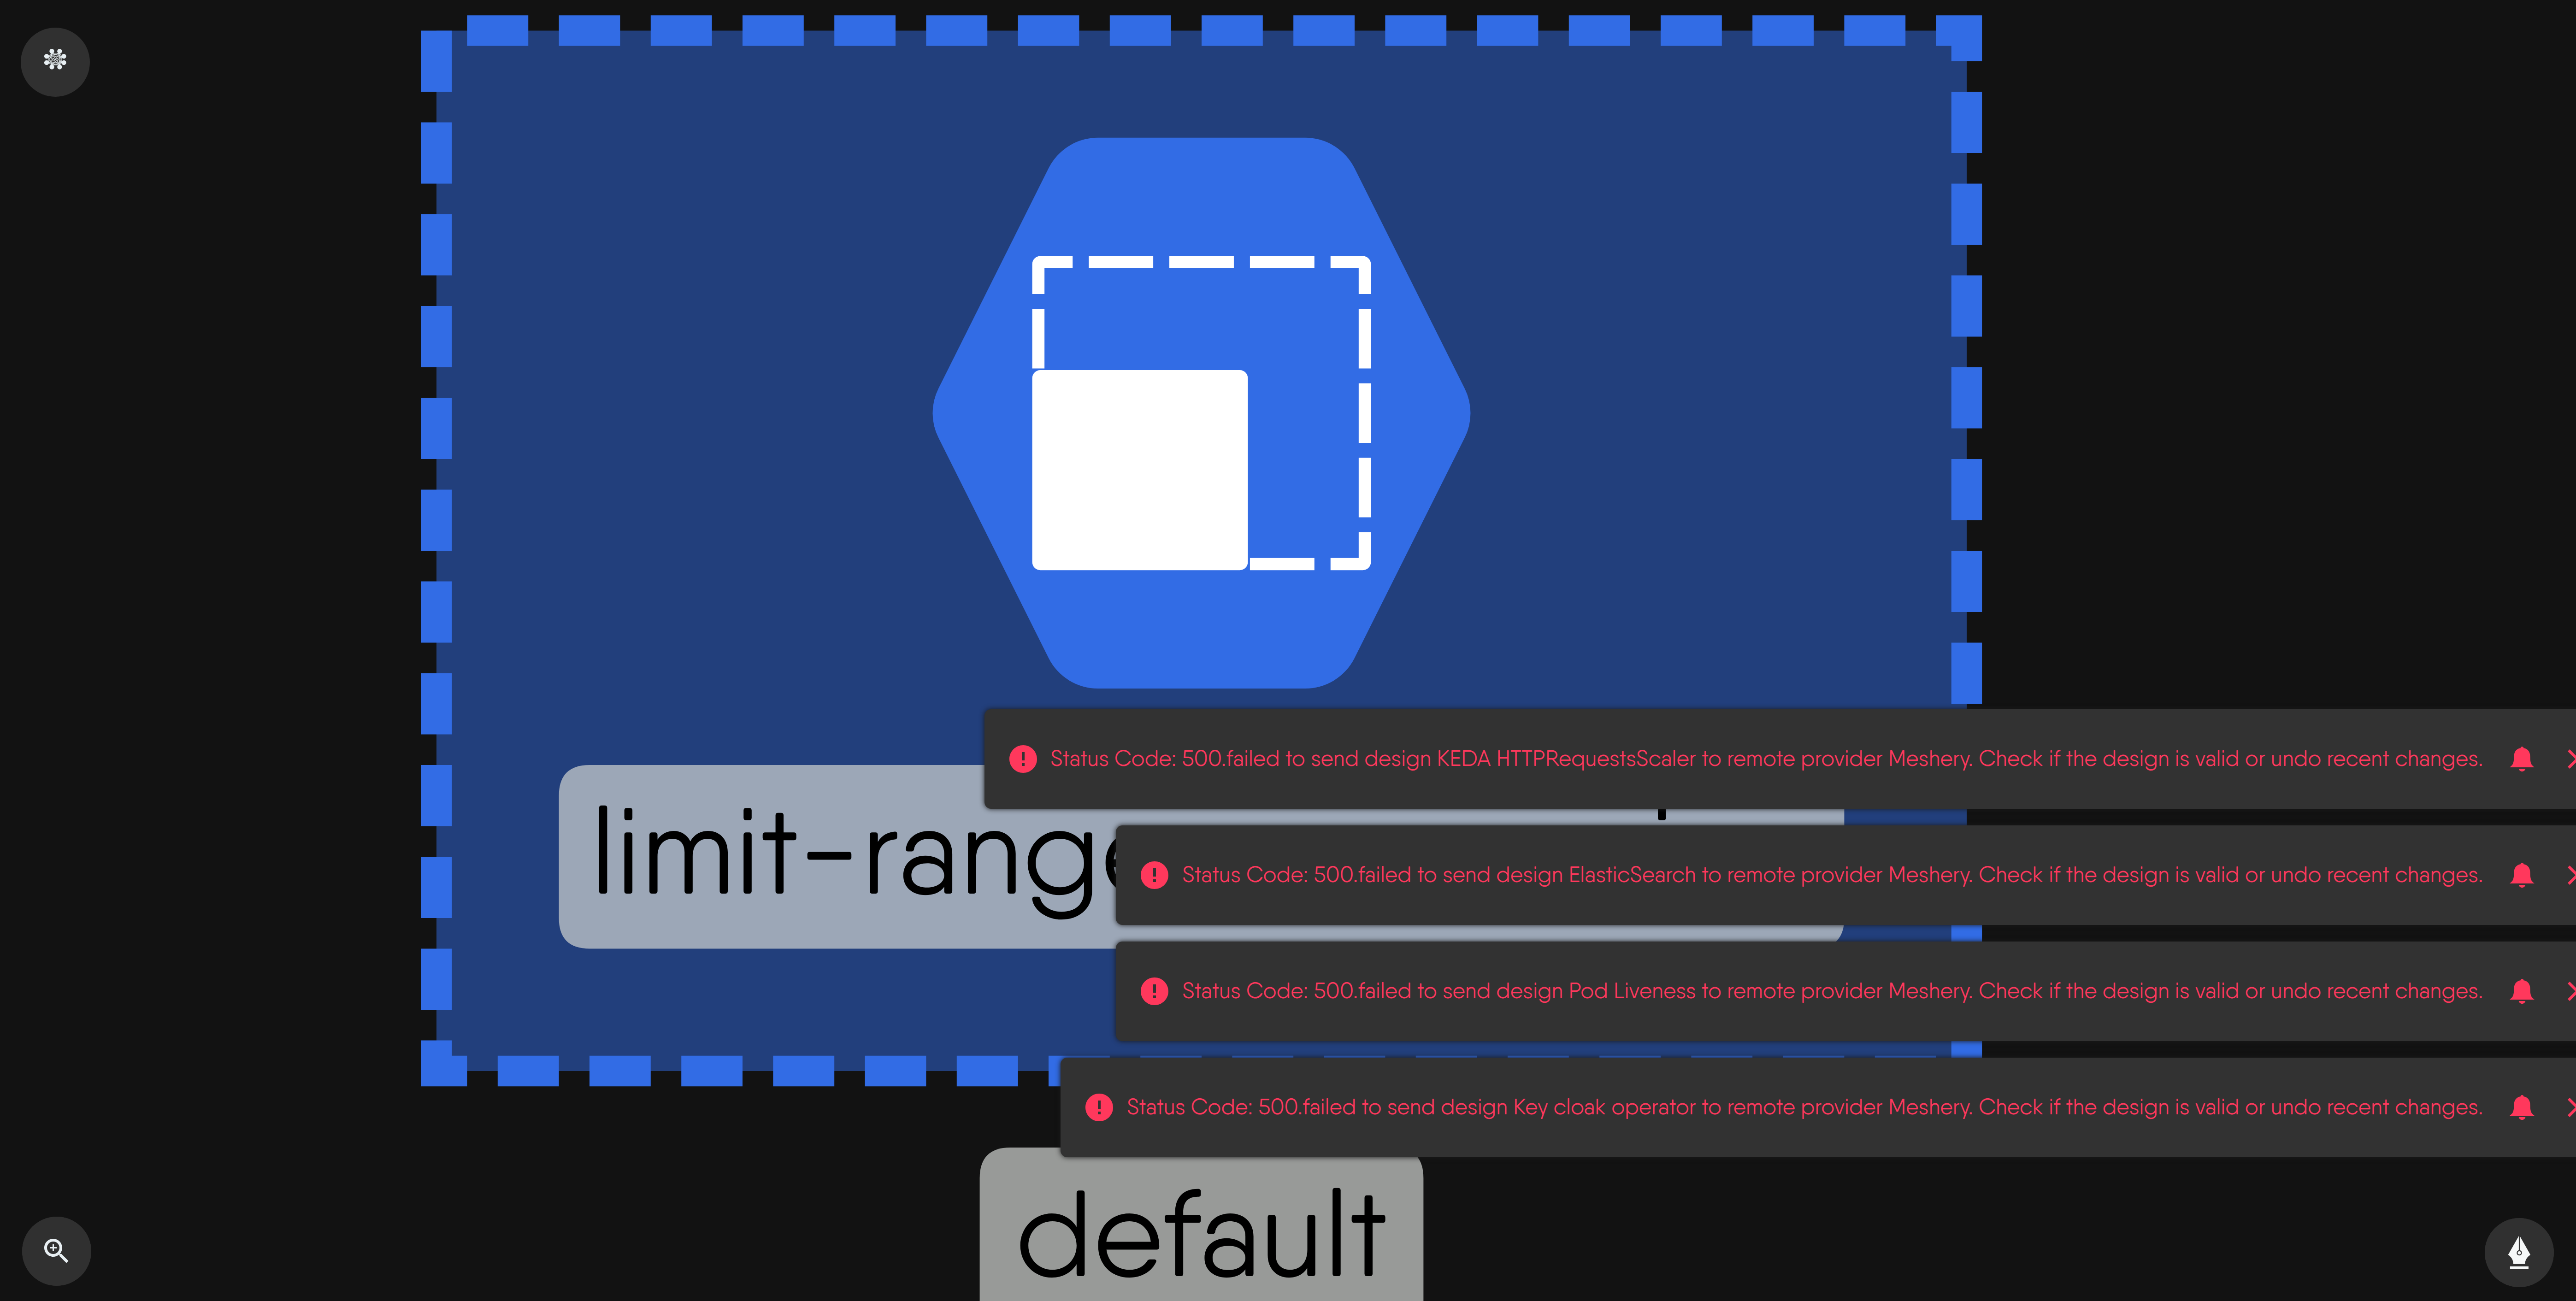 Status Code: 500.failed to send design KEDA HTTPRequestsScaler to remote provider Meshery. Check if the design is valid or undo recent changes.
limit-range
Status Code: 500.failed to send design ElasticSearch to remote provider Meshery. Check if the design is valid or undo recent changes.
Status Code: 500.failed to send design Pod Liveness to remote provider Meshery. Check if the design is valid or undo recent changes.
Status Code: 500.failed to send design Key cloak operator to remote provider Meshery. Check if the design is valid or undo recent changes.
default